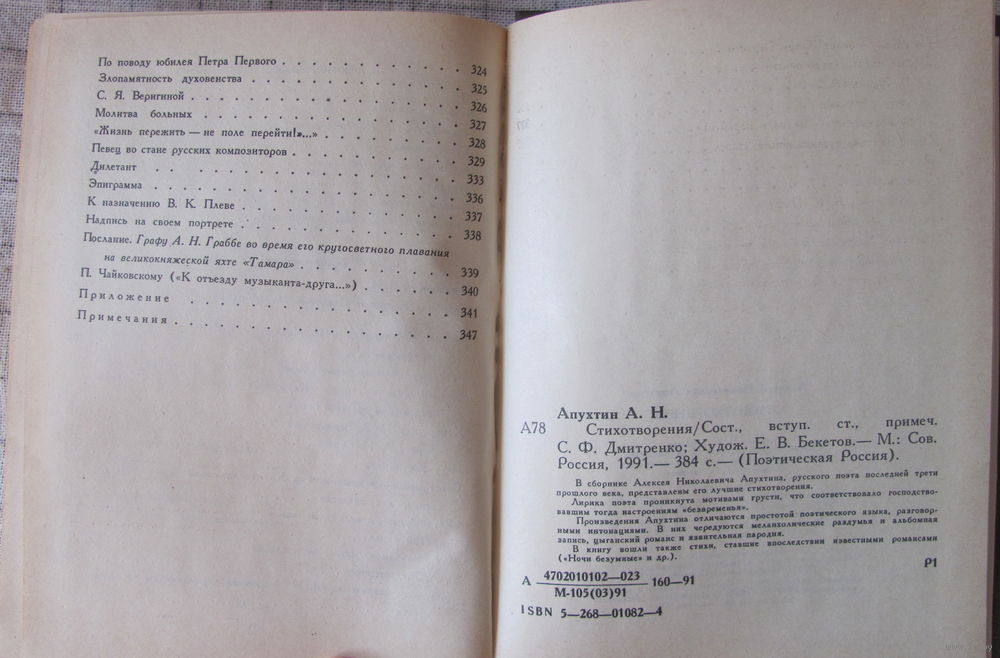 По поводу юбилея Петра Первого . . . . . . . . . . . 324
Злопамятность духовенства . . . . . . . . . . . . 325
С. Я. Веригиной . . . . . . . . . . . . . . . 326
Молитва больных . . . . . . . . . . . . . . . 327
«Жизнь пережить — не поле перейти!»...» . . . . . . . . 328
Певец во стане русских композиторов . . . . . . . . . 329
Дилетант . . . . . . . . . . . . . . . . . 333
Эпиграмма . . . . . . . . . . . . . . . . . 336
К назначению В. К. Плеве . . . . . . . . . . . . 337
Надпись на своем портрете . . . . . . . . . . . . 338
Послание. Графу А. Н. Граббе во время его кругосветного плавания
на великокняжеской яхте «Тамара» . . . . . . . . . 339
П. Чайковскому («К отъезду музыканта-друга...») . . . . . . 340
Приложение . . . . . . . . . . . . . . . . 341
Примечания . . . . . . . . . . . . . . . . 347
Апухтин А. Н.
А78 Стихотворения/Сост., вступ. ст., примеч.
С. Ф. Дмитренко; Худож. Е. В. Бекетов.— М.: Сов.
Россия, 1991.— 384 с.— (Поэтическая Россия).
В сборнике Алексея Николаевича Апухтина, русского поэта последней трети
прошлого века, представлены его лучшие стихотворения.
Лирика поэта проникнута мотивами грусти, что соответствовало господство-
вавшим тогда настроениям «безвременья».
Произведения Апухтина отличаются простотой поэтического языка, разговор-
ными интонациями. В них чередуются меланхолические раздумья и альбомная
запись, цыганский романс и язвительная пародия.
В книгу вошли также стихи, ставшие впоследствии известными романсами
(«Ночи безумные» и др.).
Р1
А 4702010102—023 160—91
М-105(03)91
ISBN 5—268—01082—4